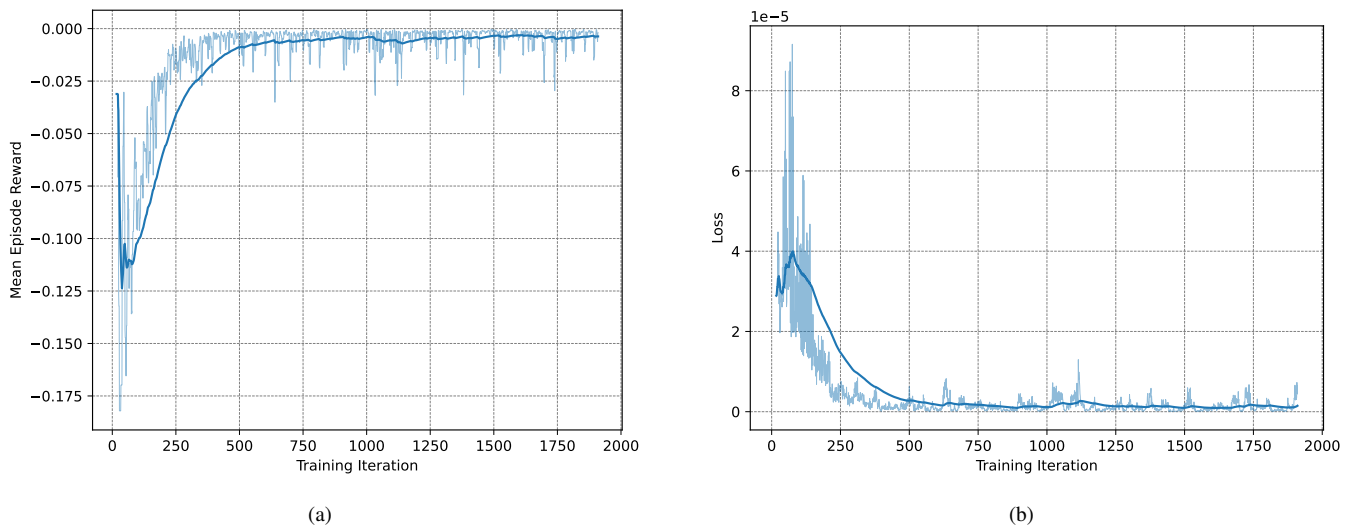 0.000
−0.025
−0.050
−0.075
−0.100
−0.125
−0.150
−0.175
Mean Episode Reward
0 250 500 750 1000 1250 1500 1750 2000
Training Iteration
(a)
1e−5
8
6
4
2
0
Loss
0 250 500 750 1000 1250 1500 1750 2000
Training Iteration
(b)